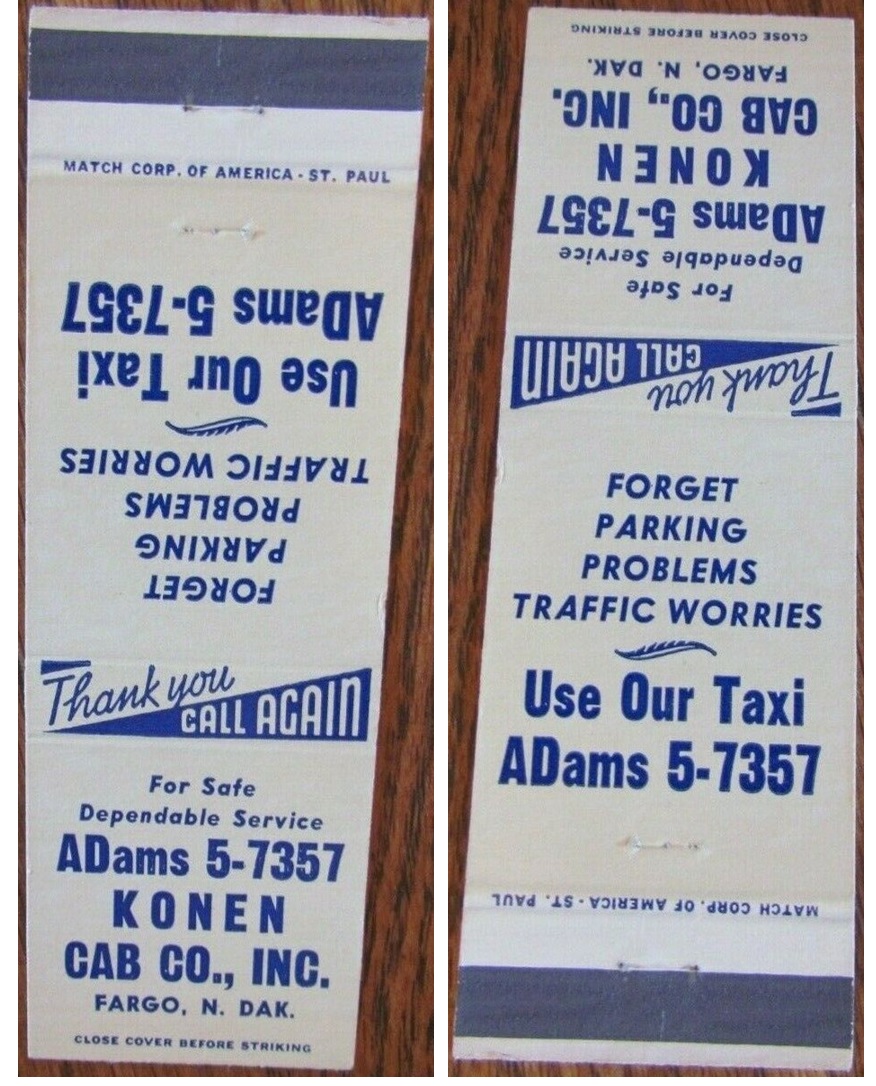 MATCH CORP. OF AMERICA - ST. PAUL
FORGET
PARKING
PROBLEMS
TRAFFIC WORRIES
Use Our Taxi
ADams 5-7357
Thank you
CALL AGAIN
For Safe
Dependable Service
ADams 5-7357
KONEN
CAB CO., INC.
FARGO, N. DAK.
CLOSE COVER BEFORE STRIKING
CLOSE COVER BEFORE STRIKING
For Safe
Dependable Service
ADams 5-7357
KONEN
CAB CO., INC.
FARGO, N. DAK.
Thank you
CALL AGAIN
FORGET
PARKING
PROBLEMS
TRAFFIC WORRIES
Use Our Taxi
ADams 5-7357
MATCH CORP. OF AMERICA - ST. PAUL